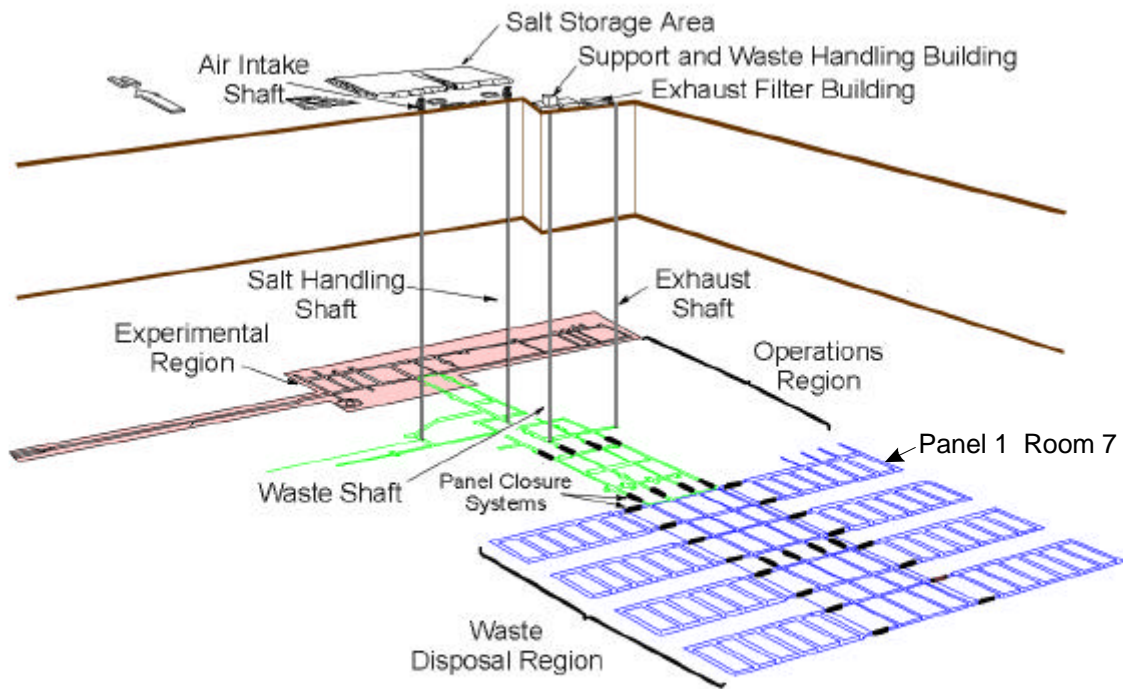 Salt Storage Area
Air Intake
Shaft
Support and Waste Handling Building
Exhaust Filter Building
Salt Handling
Shaft
Exhaust
Shaft
Experimental
Region
Operations
Region
Panel 1 Room 7
Waste Shaft
Panel Closure
Systems
Waste
Disposal Region